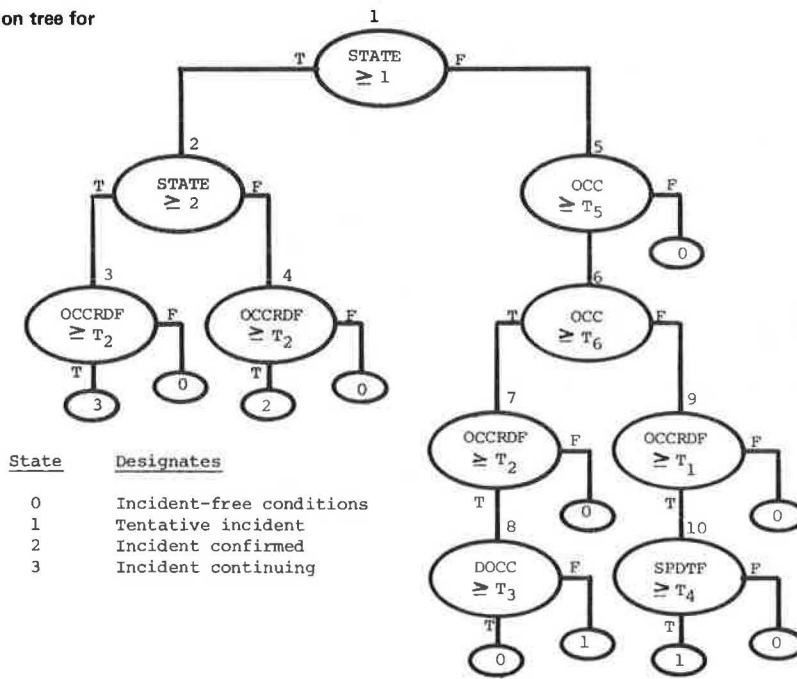 on tree for
1
T STATE F
≥ 1
2 5
T STATE F OCC F
≥ 2 ≥ T5
0
3 4 6
OCCRDF F OCCRDF F T OCC F
≥ T2 ≥ T2 ≥ T6
T 0 T 0
3 2
7 9
OCCRDF F OCCRDF F
≥ T2 ≥ T1
State Designates
T 0 T 0
0 Incident-free conditions
1 Tentative incident
2 Incident confirmed
3 Incident continuing
8 10
DOCC F SPDTF F
≥ T3 ≥ T4
T 1 T 0
0 1